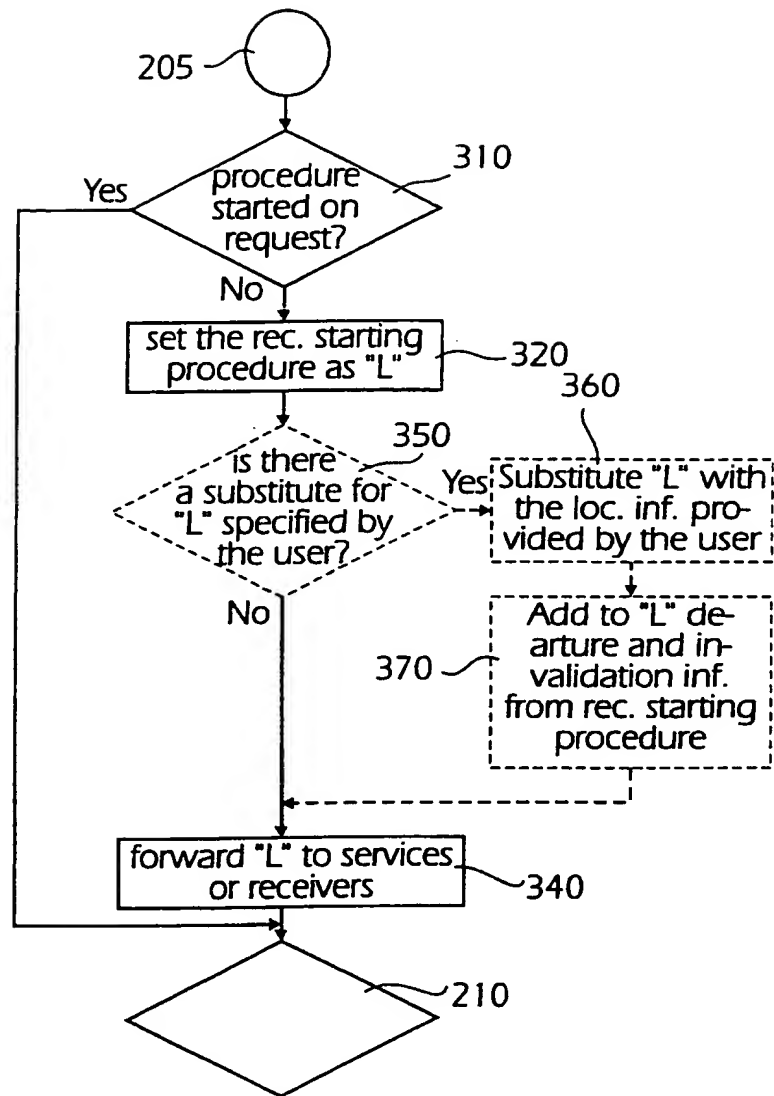 205
310
Yes
procedure
started on
request?
No
set the rec. starting
procedure as "L"
320
350
is there
a substitute for
"L" specified by
the user?
Yes
No
360
Substitute "L" with
the loc. inf. pro-
vided by the user
370
Add to "L" de-
arture and in-
validation inf.
from rec. starting
procedure
forward "L" to services
or receivers
340
210